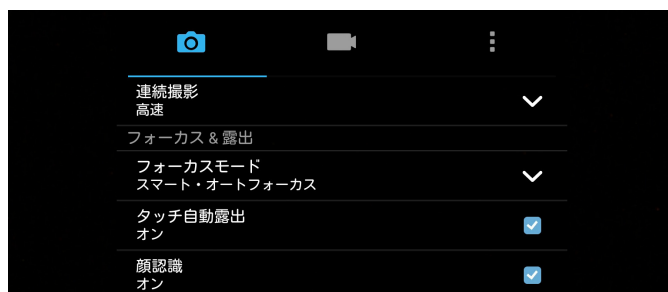 連続撮影
高速
フォーカス & 露出
フォーカスモード
スマート・オートフォーカス
タッチ自動露出
オン
顔認識
オン